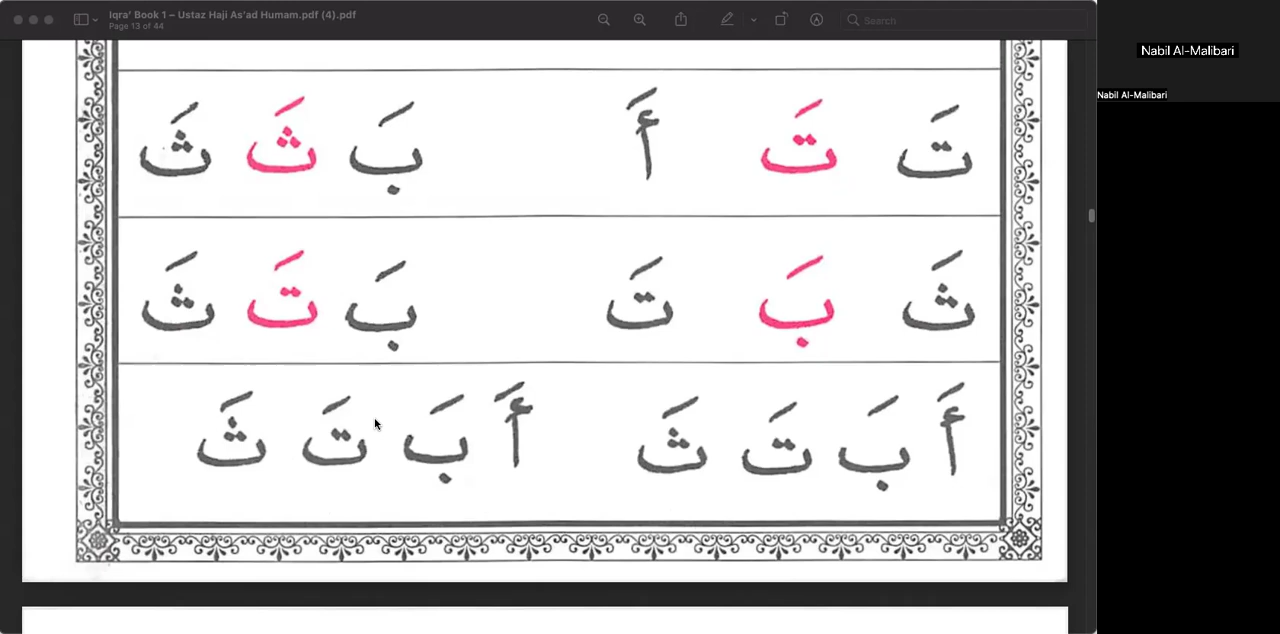 Iqra' Book 1 – Ustaz Haji As'ad Humam.pdf (4).pdf
Page 13 of 44
Search
Nabil Al-Malibari
Nabil Al-Malibari
تَ تَ أَ بَ ثَ ثَ
ثَ بَ تَ بَ تَ ثَ
أَ بَ تَ ثَ أَ بَ تَ ثَ